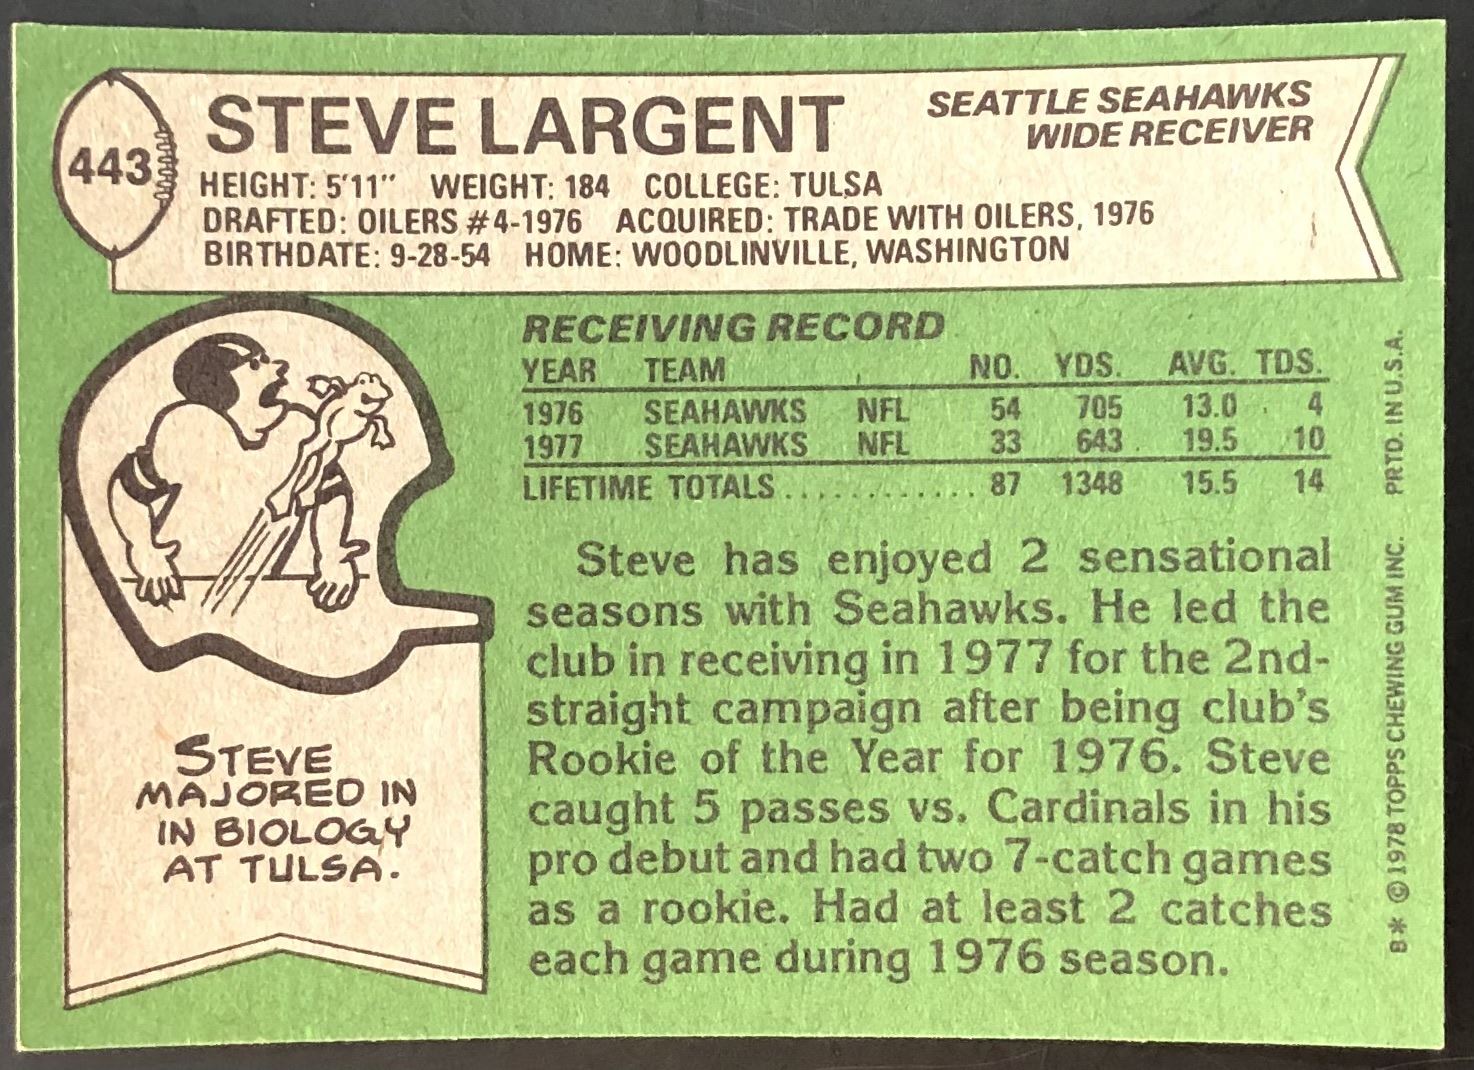 443
STEVE LARGENT
SEATTLE SEAHAWKS
WIDE RECEIVER
HEIGHT: 5'11" WEIGHT: 184 COLLEGE: TULSA
DRAFTED: OILERS #4-1976 ACQUIRED: TRADE WITH OILERS, 1976
BIRTHDATE: 9-28-54 HOME: WOODLINVILLE, WASHINGTON
RECEIVING RECORD
YEAR TEAM NO. YDS. AVG. TDS.
1976 SEAHAWKS NFL 54 705 13.0 4
1977 SEAHAWKS NFL 33 643 19.5 10
LIFETIME TOTALS............ 87 1348 15.5 14
Steve has enjoyed 2 sensational
seasons with Seahawks. He led the
club in receiving in 1977 for the 2nd-
straight campaign after being club's
Rookie of the Year for 1976. Steve
caught 5 passes vs. Cardinals in his
pro debut and had two 7-catch games
as a rookie. Had at least 2 catches
each game during 1976 season.
STEVE
MAJORED IN
IN BIOLOGY
AT TULSA.
B* © 1978 TOPPS CHEWING GUM INC. PRTD. IN U.S.A.